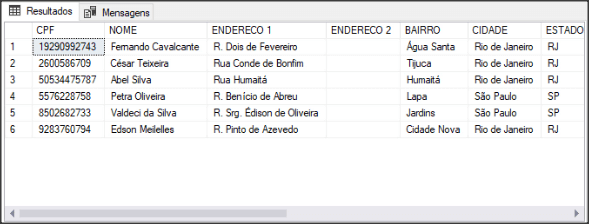 Resultados Mensagens
CPF NOME ENDERECO 1 ENDERECO 2 BAIRRO CIDADE ESTADO
1 19290992743 Fernando Cavalcante R. Dois de Fevereiro Água Santa Rio de Janeiro RJ
2 2600586709 César Teixeira Rua Conde de Bonfim Tijuca Rio de Janeiro RJ
3 50534475787 Abel Silva Rua Humaitá Humaitá Rio de Janeiro RJ
4 5576228758 Petra Oliveira R. Benício de Abreu Lapa São Paulo SP
5 8502682733 Valdeci da Silva R. Srg. Édison de Oliveira Jardins São Paulo SP
6 9283760794 Edson Meilelles R. Pinto de Azevedo Cidade Nova Rio de Janeiro RJ